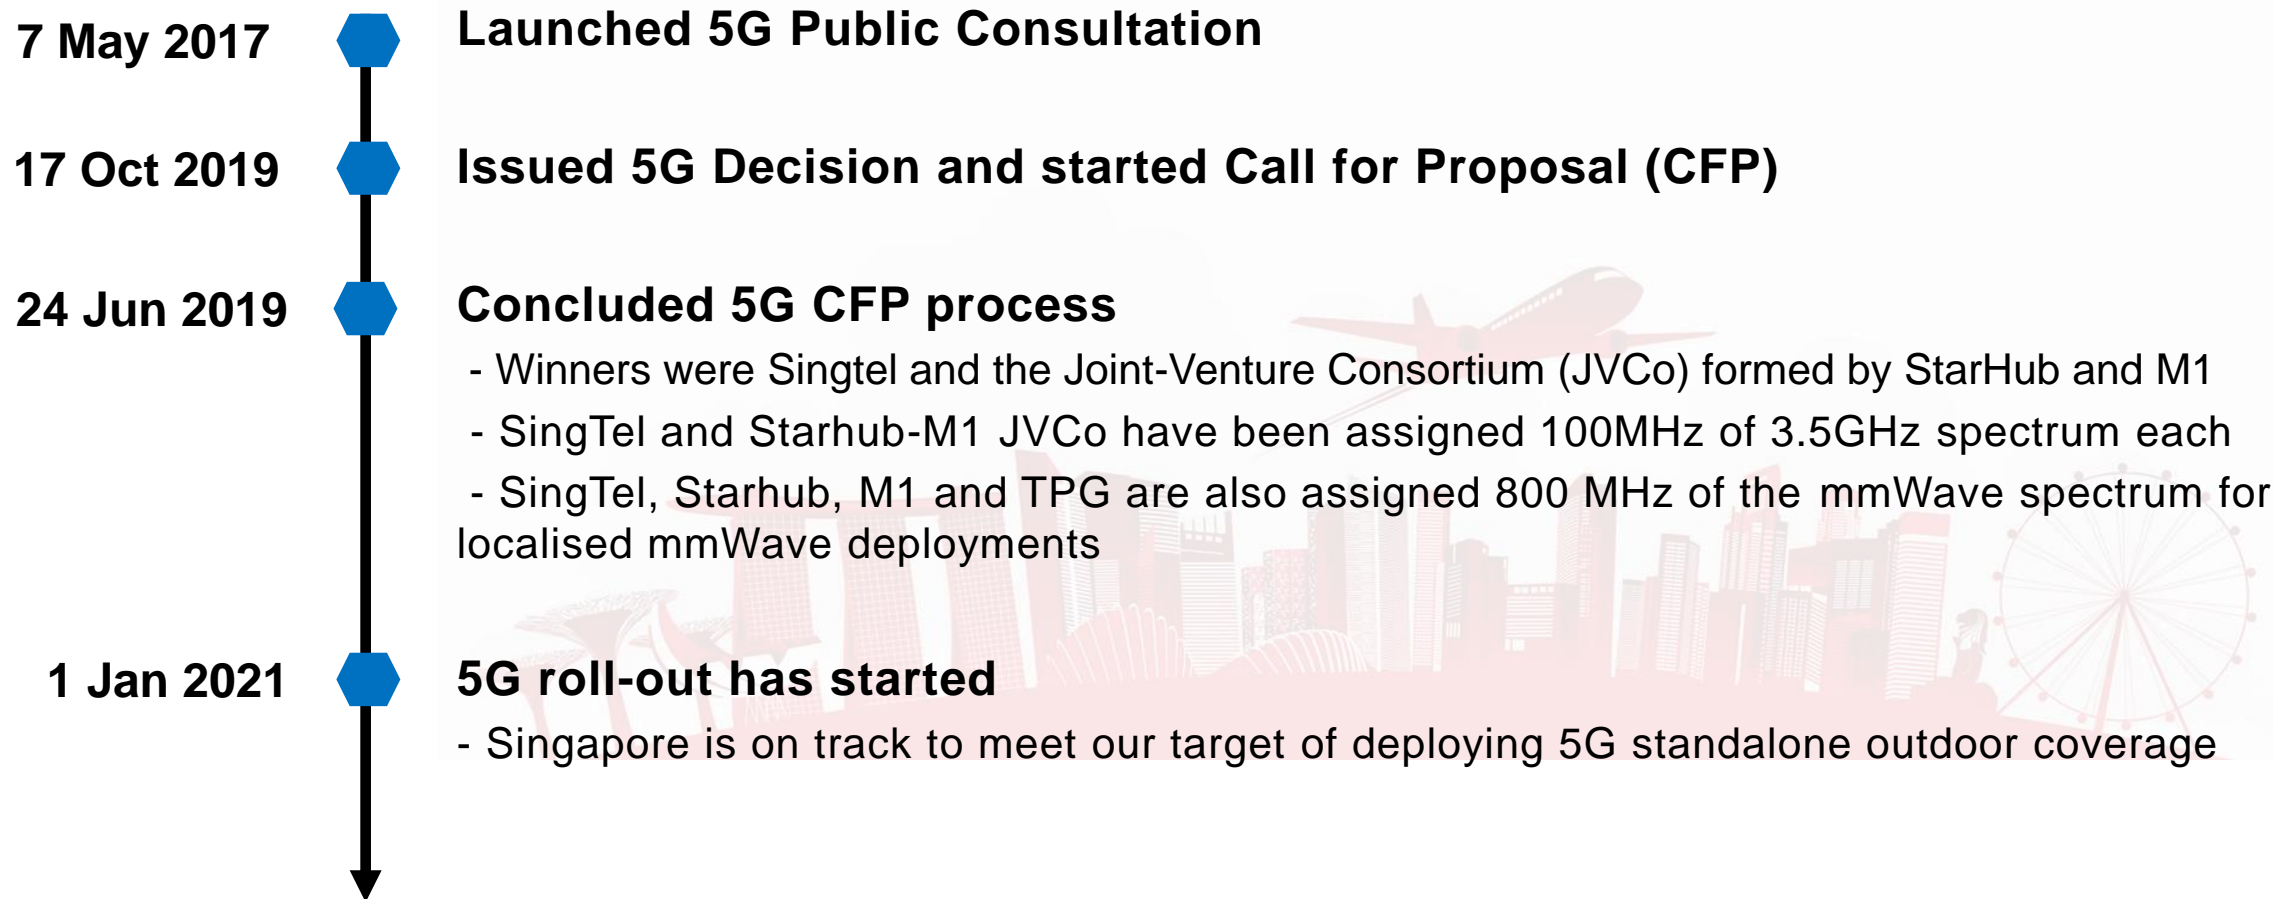 7 May 2017
Launched 5G Public Consultation
17 Oct 2019
Issued 5G Decision and started Call for Proposal (CFP)
24 Jun 2019
Concluded 5G CFP process
- Winners were Singtel and the Joint-Venture Consortium (JVCo) formed by StarHub and M1
- SingTel and Starhub-M1 JVCo have been assigned 100MHz of 3.5GHz spectrum each
- SingTel, Starhub, M1 and TPG are also assigned 800 MHz of the mmWave spectrum for
localised mmWave deployments
1 Jan 2021
5G roll-out has started
- Singapore is on track to meet our target of deploying 5G standalone outdoor coverage